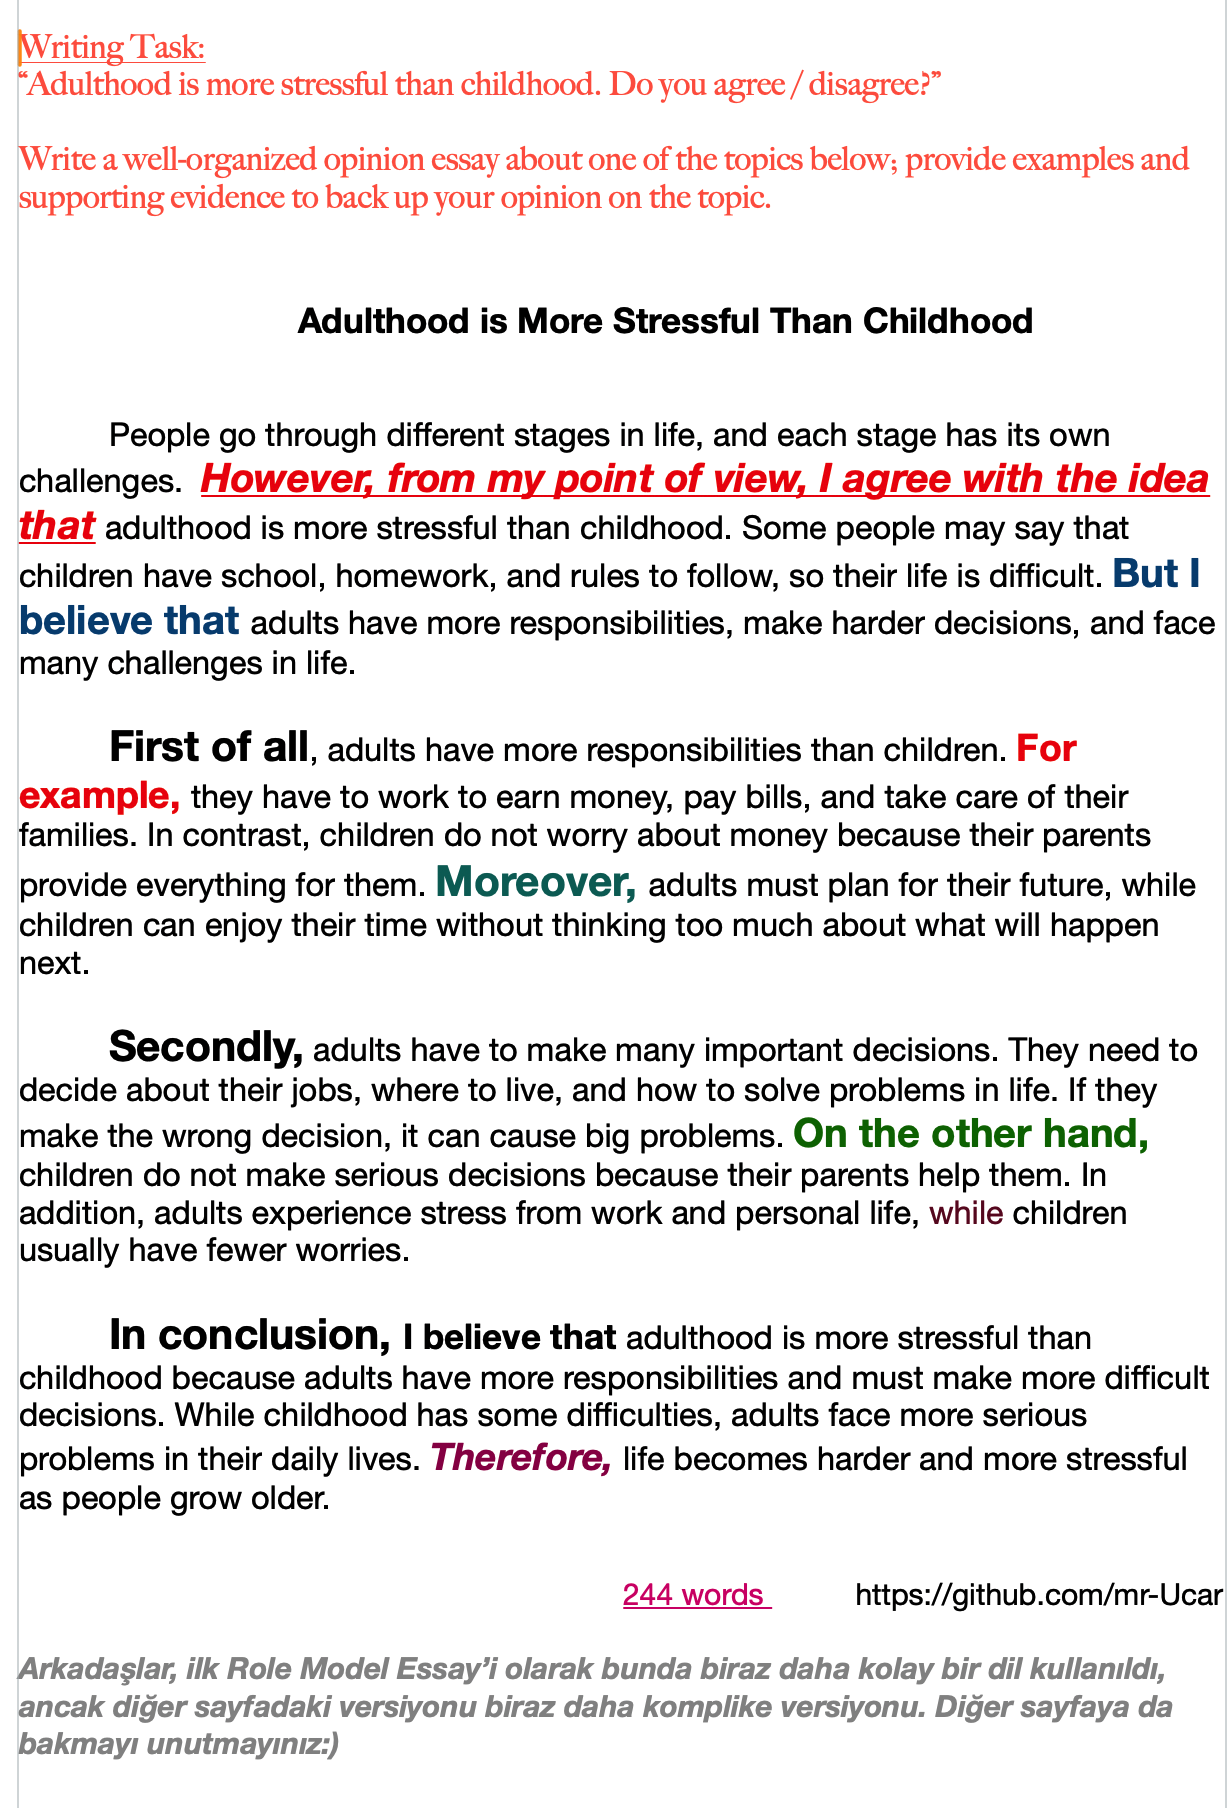 Writing Task:
“Adulthood is more stressful than childhood. Do you agree / disagree?”
Write a well-organized opinion essay about one of the topics below; provide examples and
supporting evidence to back up your opinion on the topic.
Adulthood is More Stressful Than Childhood
People go through different stages in life, and each stage has its own
challenges. However, from my point of view, I agree with the idea
that adulthood is more stressful than childhood. Some people may say that
children have school, homework, and rules to follow, so their life is difficult. But I
believe that adults have more responsibilities, make harder decisions, and face
many challenges in life.
First of all, adults have more responsibilities than children. For
example, they have to work to earn money, pay bills, and take care of their
families. In contrast, children do not worry about money because their parents
provide everything for them. Moreover, adults must plan for their future, while
children can enjoy their time without thinking too much about what will happen
next.
Secondly, adults have to make many important decisions. They need to
decide about their jobs, where to live, and how to solve problems in life. If they
make the wrong decision, it can cause big problems. On the other hand,
children do not make serious decisions because their parents help them. In
addition, adults experience stress from work and personal life, while children
usually have fewer worries.
In conclusion, I believe that adulthood is more stressful than
childhood because adults have more responsibilities and must make more difficult
decisions. While childhood has some difficulties, adults face more serious
problems in their daily lives. Therefore, life becomes harder and more stressful
as people grow older.
244 words https://github.com/mr-Ucar
Arkadaşlar, ilk Role Model Essay’i olarak bunda biraz daha kolay bir dil kullanıldı,
ancak diğer sayfadaki versiyonu biraz daha komplike versiyonu. Diğer sayfaya da
bakmayı unutmayınız:)